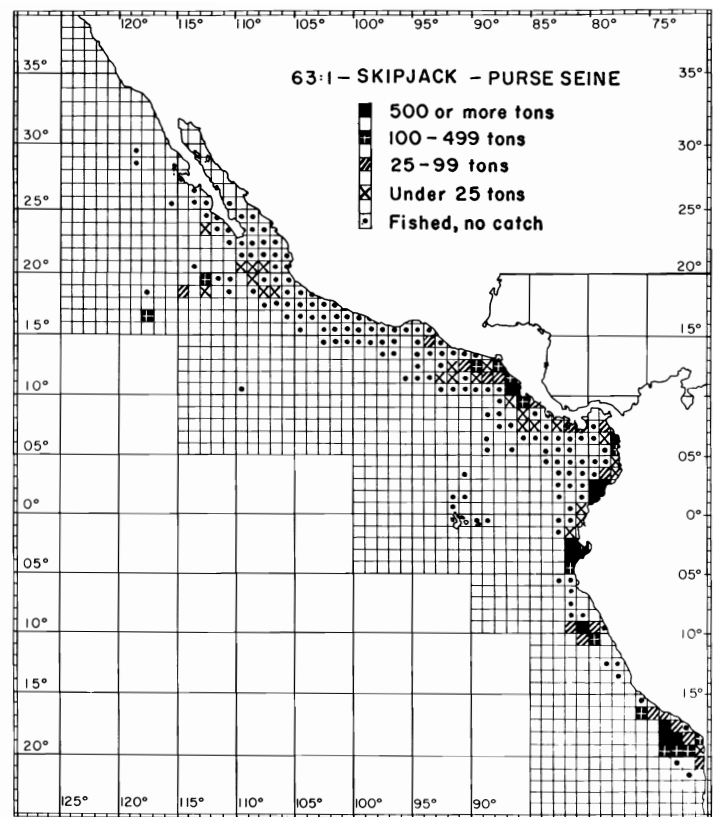 120° 110° 105° 100° 95° 90° 85° 80° 75°
63:1 – SKIPJACK – PURSE SEINE
500 or more tons
100 – 499 tons
25 – 99 tons
Under 25 tons
Fished, no catch
35° 35°
30° 30°
25° 25°
20° 20°
15° 15°
10° 10°
05° 05°
0° 0°
05° 05°
10° 10°
15° 15°
20°
125° 120° 115° 110° 105° 100° 95° 90°